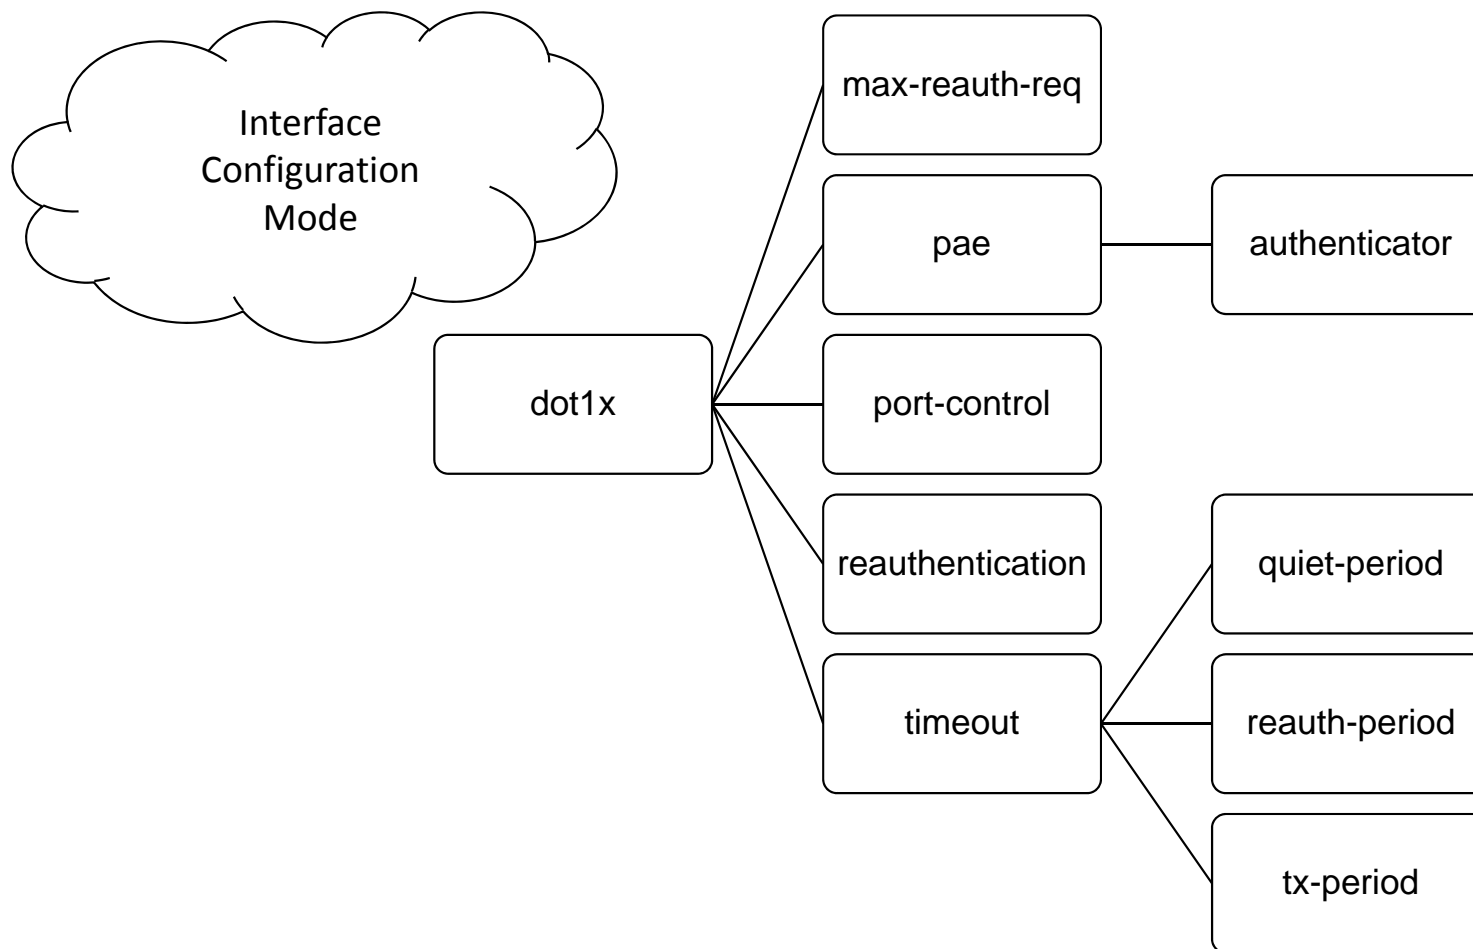 Interface
Configuration
Mode
max-reauth-req
pae
authenticator
dot1x
port-control
reauthentication
quiet-period
timeout
reauth-period
tx-period